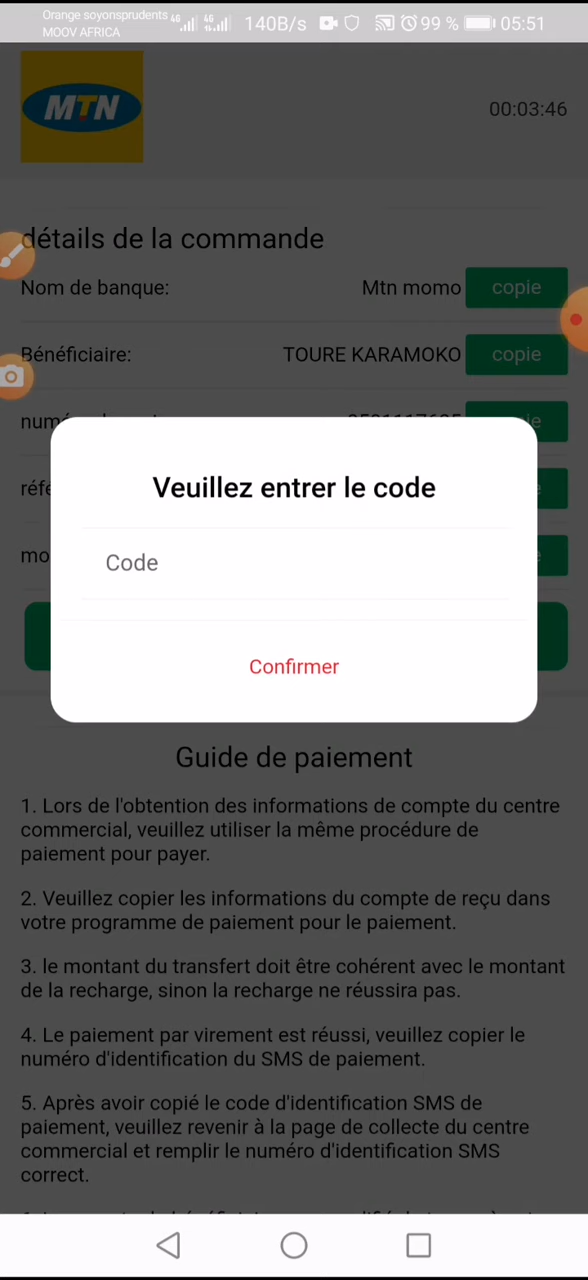 Orange soyonsprudents 4G 4G 140B/s 99 % 05:51
MOOV AFRICA
MTN
00:03:46
détails de la commande
Nom de banque: Mtn momo copie
Bénéficiaire: TOURE KARAMOKO copie
Veuillez entrer le code
Code
Confirmer
Guide de paiement
1. Lors de l'obtention des informations de compte du centre
commercial, veuillez utiliser la même procédure de
paiement pour payer.
2. Veuillez copier les informations du compte de reçu dans
votre programme de paiement pour le paiement.
3. le montant du transfert doit être cohérent avec le montant
de la recharge, sinon la recharge ne réussira pas.
4. Le paiement par virement est réussi, veuillez copier le
numéro d'identification du SMS de paiement.
5. Après avoir copié le code d'identification SMS de
paiement, veuillez revenir à la page de collecte du centre
commercial et remplir le numéro d'identification SMS
correct.